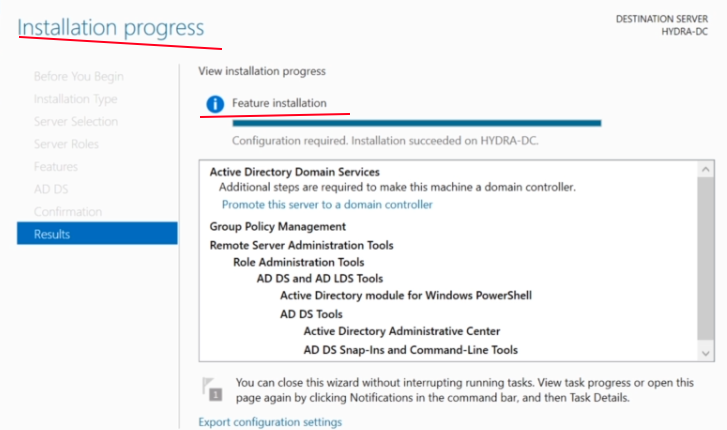 Installation progress
DESTINATION SERVER
HYDRA-DC
Before You Begin
Installation Type
Server Selection
Server Roles
Features
AD DS
Confirmation
Results
View installation progress
Feature installation
Configuration required. Installation succeeded on HYDRA-DC.
Active Directory Domain Services
Additional steps are required to make this machine a domain controller.
Promote this server to a domain controller
Group Policy Management
Remote Server Administration Tools
Role Administration Tools
AD DS and AD LDS Tools
Active Directory module for Windows PowerShell
AD DS Tools
Active Directory Administrative Center
AD DS Snap-Ins and Command-Line Tools
1
You can close this wizard without interrupting running tasks. View task progress or open this
page again by clicking Notifications in the command bar, and then Task Details.
Export configuration settings